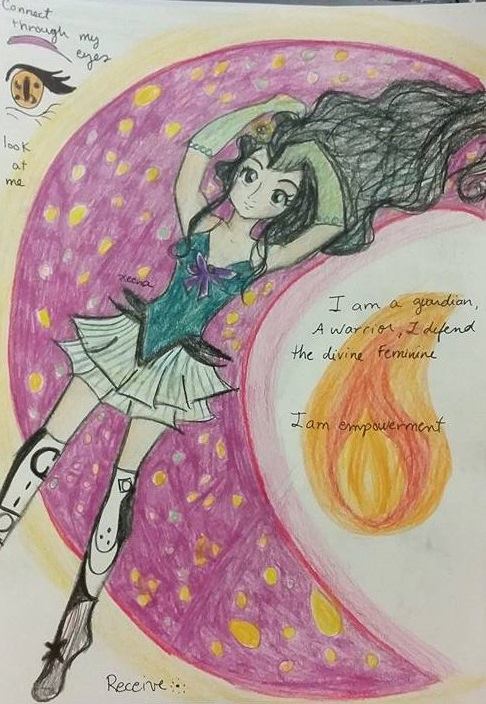 Connect
through my
eyes
look
at
me
I am a guardian,
A warrior, I defend
the divine Feminine
I am empowerment
Receive